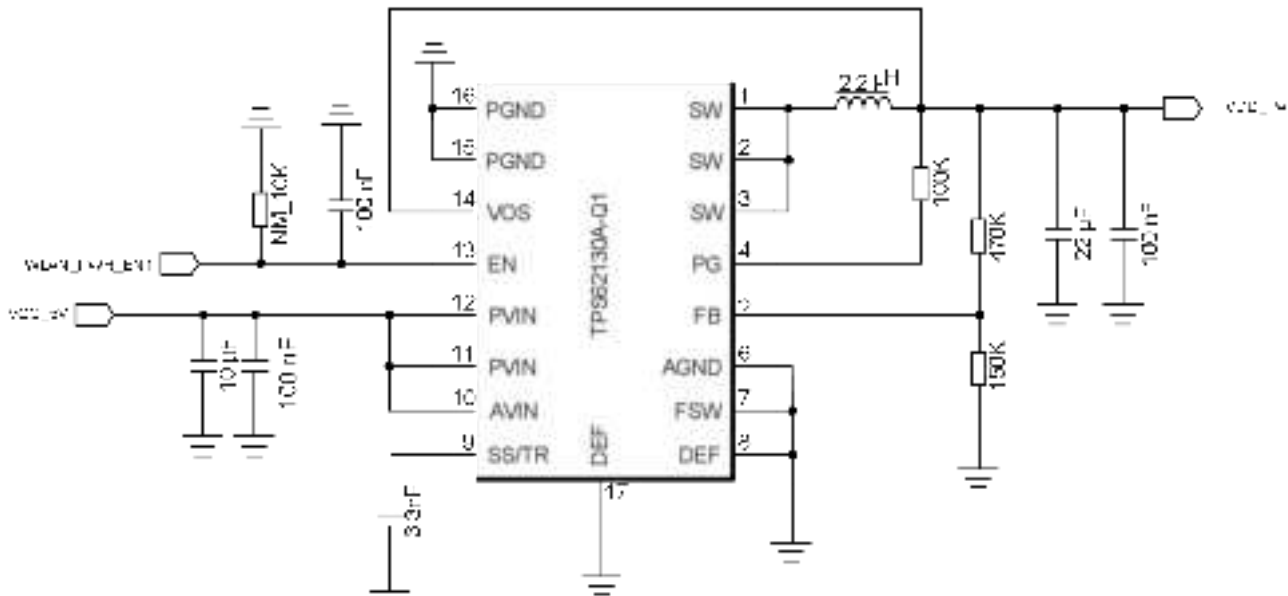 2.2 µH
16 PGND
SW 1
15 PGND
SW 2
14 VOS
SW 3
13 EN
PG 4
12 PVIN
FB
11 PVIN
AGND 6
10 AVIN
FSW 7
9 SS/TR
DEF 8
TPS62130A-Q1
DEF
17
NM_10K
100 nF
10 µF
100 nF
3.3nF
100K
470K
150K
22 µF
100 nF